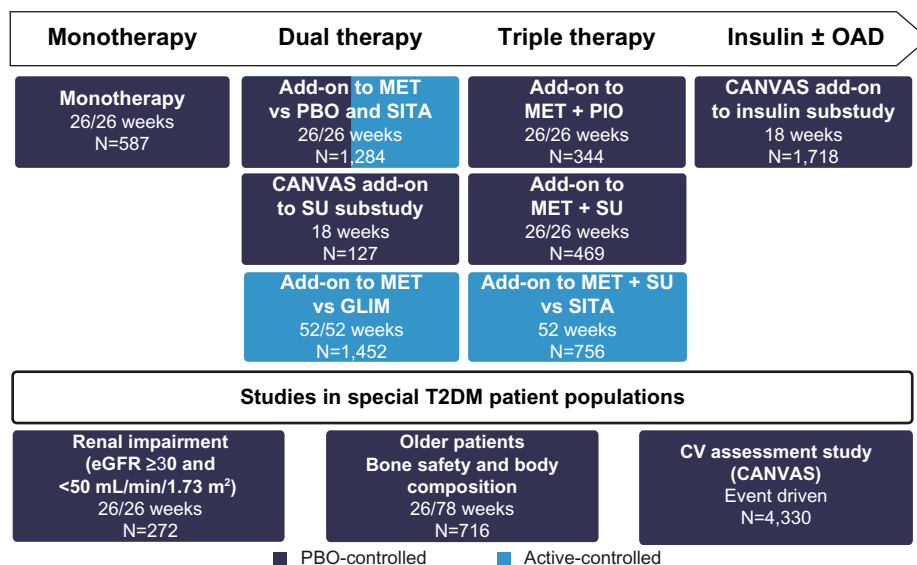 Monotherapy
Dual therapy
Triple therapy
Insulin ± OAD
Monotherapy
26/26 weeks
N=587
Add-on to MET
vs PBO and SITA
26/26 weeks
N=1,284
Add-on to
MET + PIO
26/26 weeks
N=344
CANVAS add-on
to insulin substudy
18 weeks
N=1,718
CANVAS add-on
to SU substudy
18 weeks
N=127
Add-on to
MET + SU
26/26 weeks
N=469
Add-on to MET
vs GLIM
52/52 weeks
N=1,452
Add-on to MET + SU
vs SITA
52 weeks
N=756
Studies in special T2DM patient populations
Renal impairment
(eGFR ≥30 and
<50 mL/min/1.73 m²)
26/26 weeks
N=272
Older patients
Bone safety and body
composition
26/78 weeks
N=716
CV assessment study
(CANVAS)
Event driven
N=4,330
PBO-controlled
Active-controlled